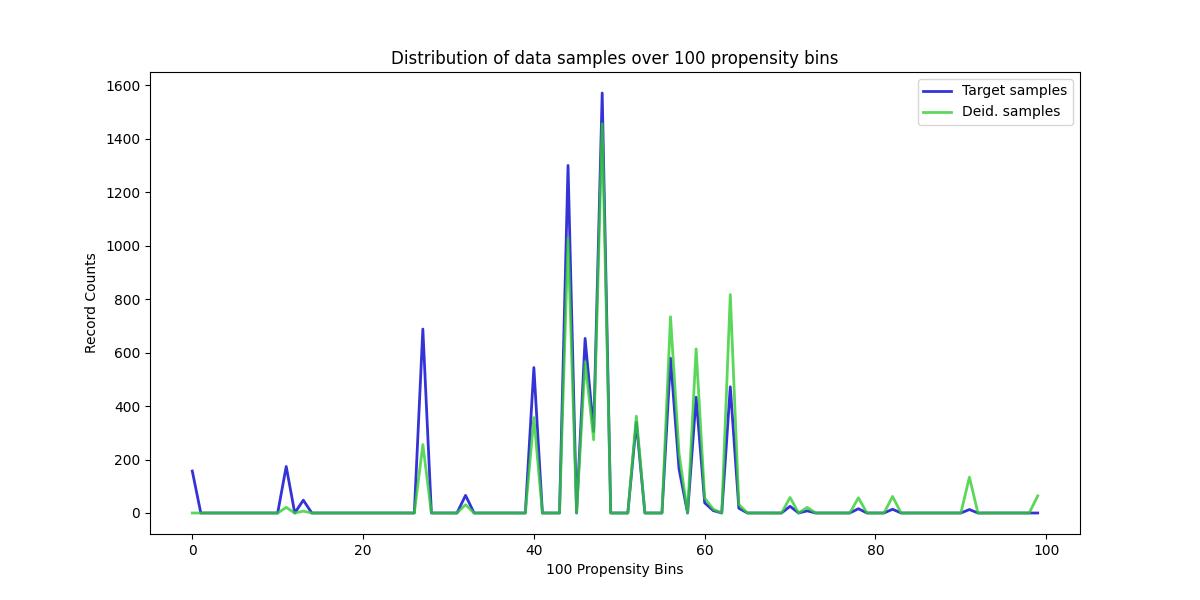 Distribution of data samples over 100 propensity bins
Target samples
Deid. samples
Record Counts
1600
1400
1200
1000
800
600
400
200
0
0 20 40 60 80 100
100 Propensity Bins